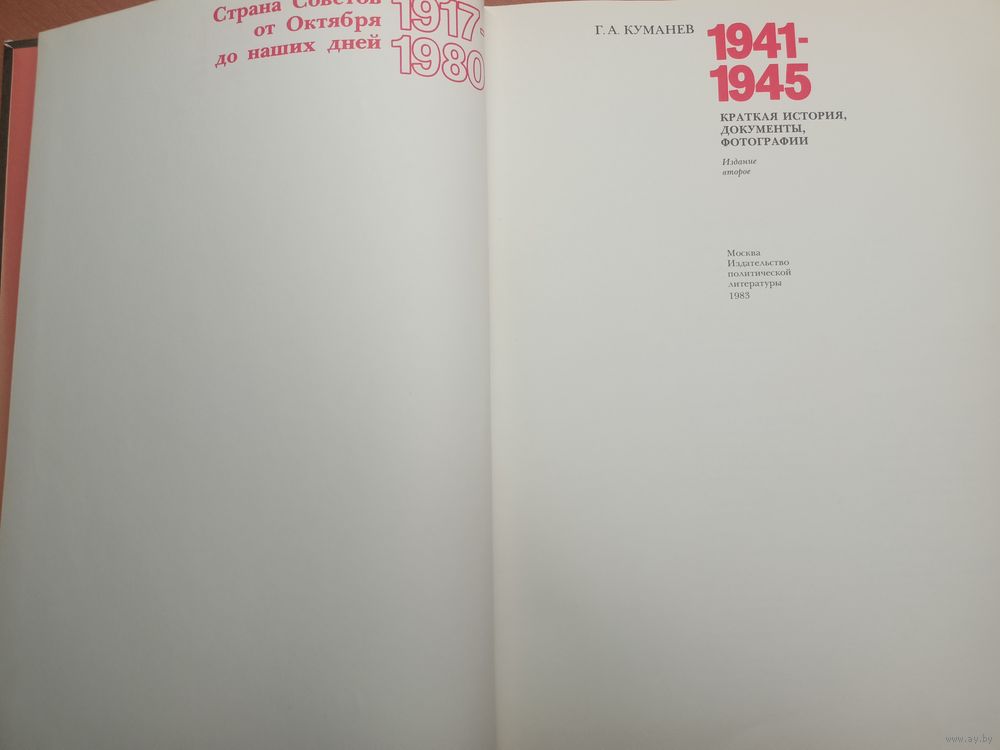 Страна Советов
от Октября
до наших дней
1917-
1980
Г. А. КУМАНЕВ
1941-
1945
КРАТКАЯ ИСТОРИЯ,
ДОКУМЕНТЫ,
ФОТОГРАФИИ
Издание
второе
Москва
Издательство
политической
литературы
1983
www.ay.by